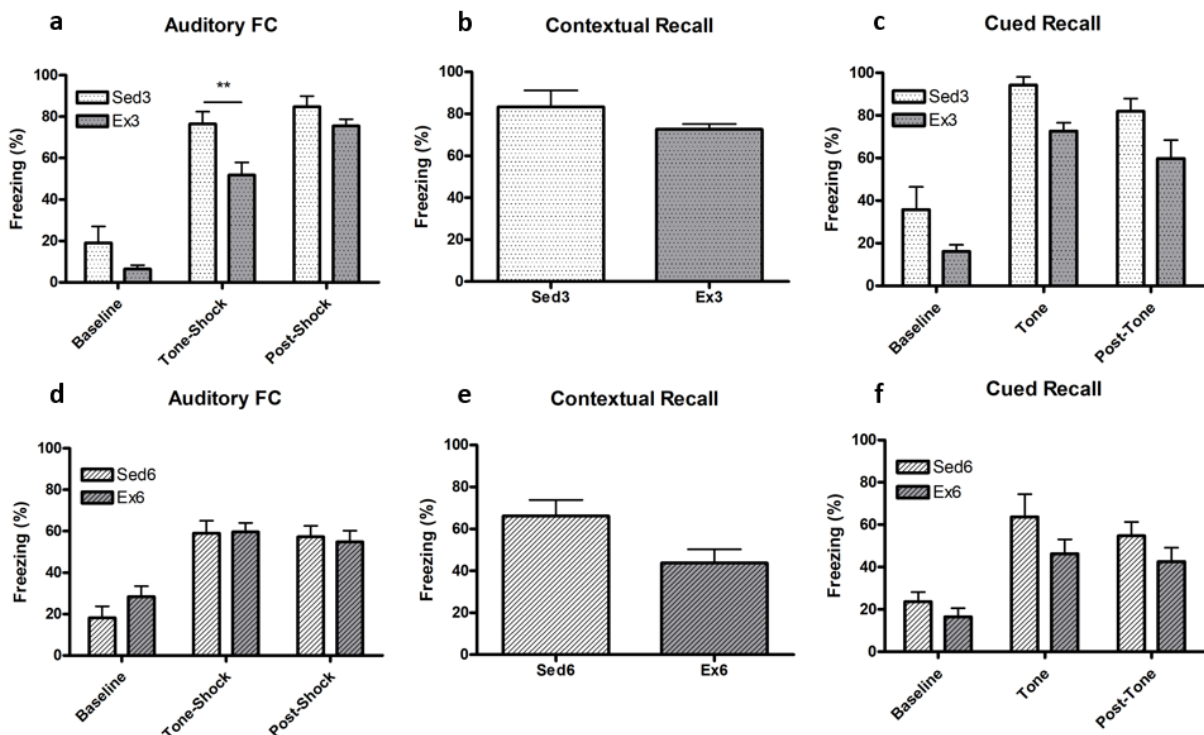 a
Auditory FC
Freezing (%)
100
80
60
40
20
0
Sed3
Ex3
**
Baseline
Tone-Shock
Post-Shock
b
Contextual Recall
Freezing (%)
100
80
60
40
20
0
Sed3
Ex3
c
Cued Recall
Freezing (%)
100
80
60
40
20
0
Sed3
Ex3
Baseline
Tone
Post-Tone
d
Auditory FC
Freezing (%)
100
80
60
40
20
0
Sed6
Ex6
Baseline
Tone-Shock
Post-Shock
e
Contextual Recall
Freezing (%)
100
80
60
40
20
0
Sed6
Ex6
f
Cued Recall
Freezing (%)
100
80
60
40
20
0
Sed6
Ex6
Baseline
Tone
Post-Tone